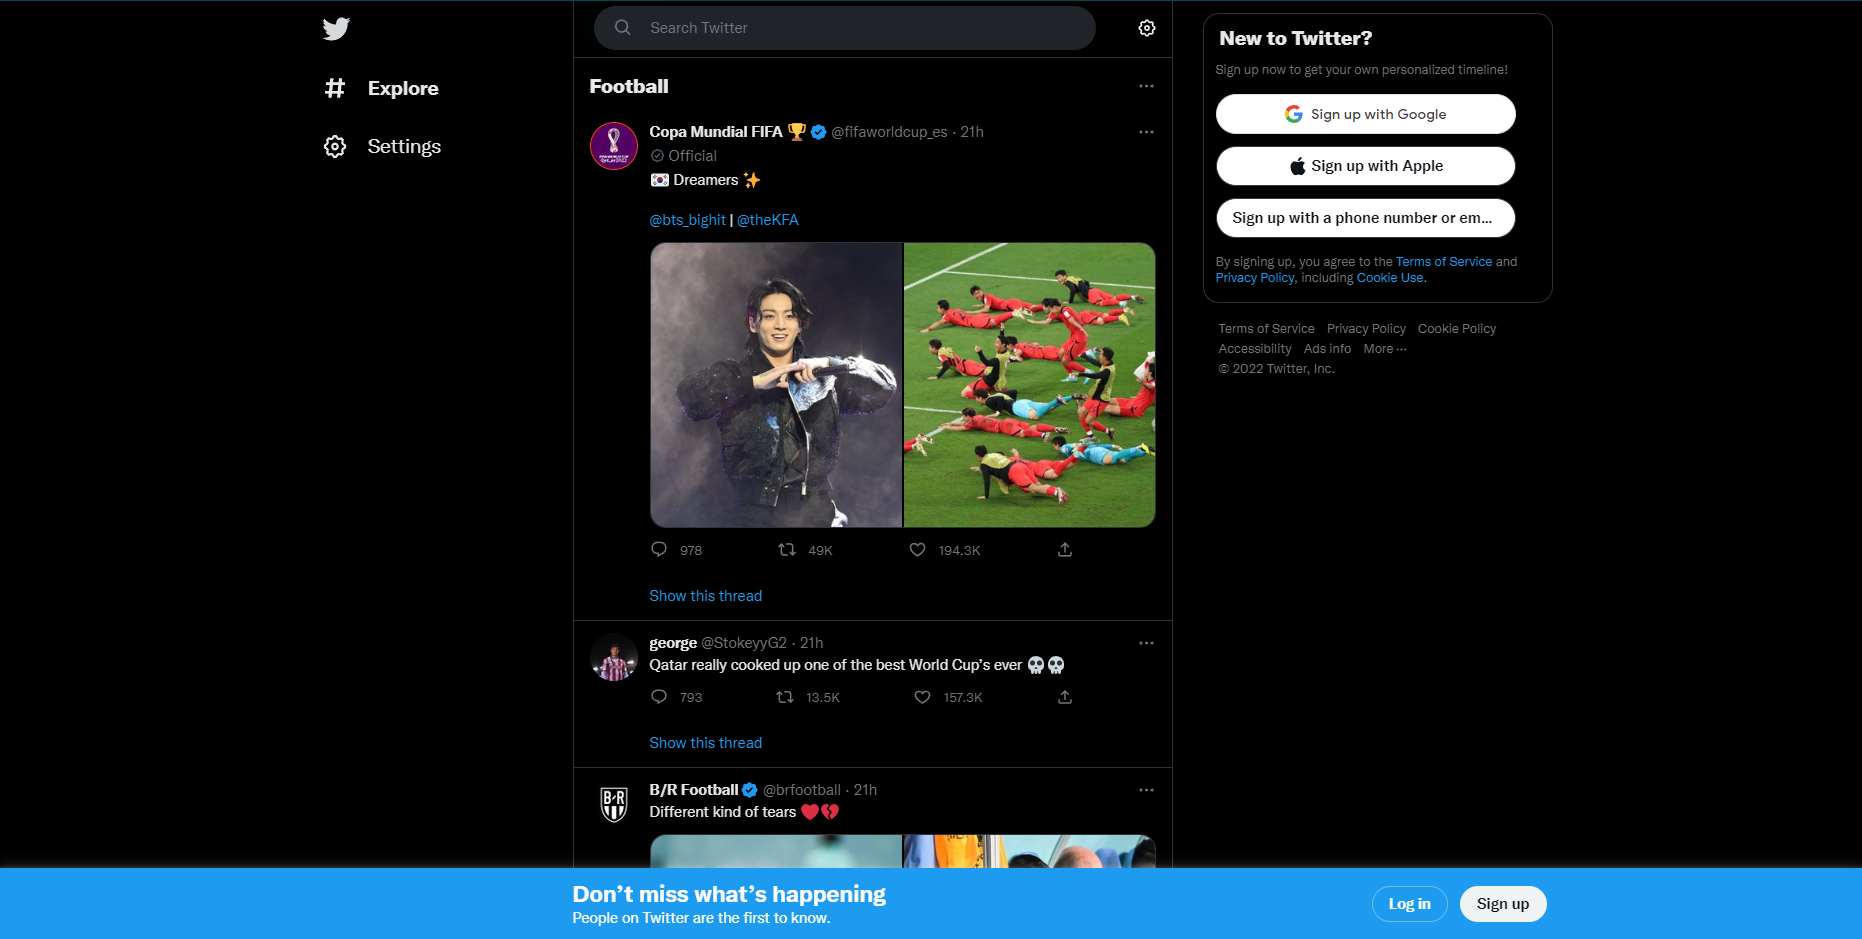 Explore
Settings
Search Twitter
Football
Copa Mundial FIFA 🏆 @fifaworldcup_es · 21h
Official
🇰🇷 Dreamers ✨
@bts_bighit | @theKFA
978 49K 194.3K
Show this thread
george @StokeyyG2 · 21h
Qatar really cooked up one of the best World Cup’s ever 💀💀
793 13.5K 157.3K
Show this thread
B/R
B/R Football @brfootball · 21h
Different kind of tears ❤️💔
New to Twitter?
Sign up now to get your own personalized timeline!
Sign up with Google
Sign up with Apple
Sign up with a phone number or em...
By signing up, you agree to the Terms of Service and
Privacy Policy, including Cookie Use.
Terms of Service Privacy Policy Cookie Policy
Accessibility Ads info More ···
© 2022 Twitter, Inc.
Don’t miss what’s happening
People on Twitter are the first to know.
Log in
Sign up